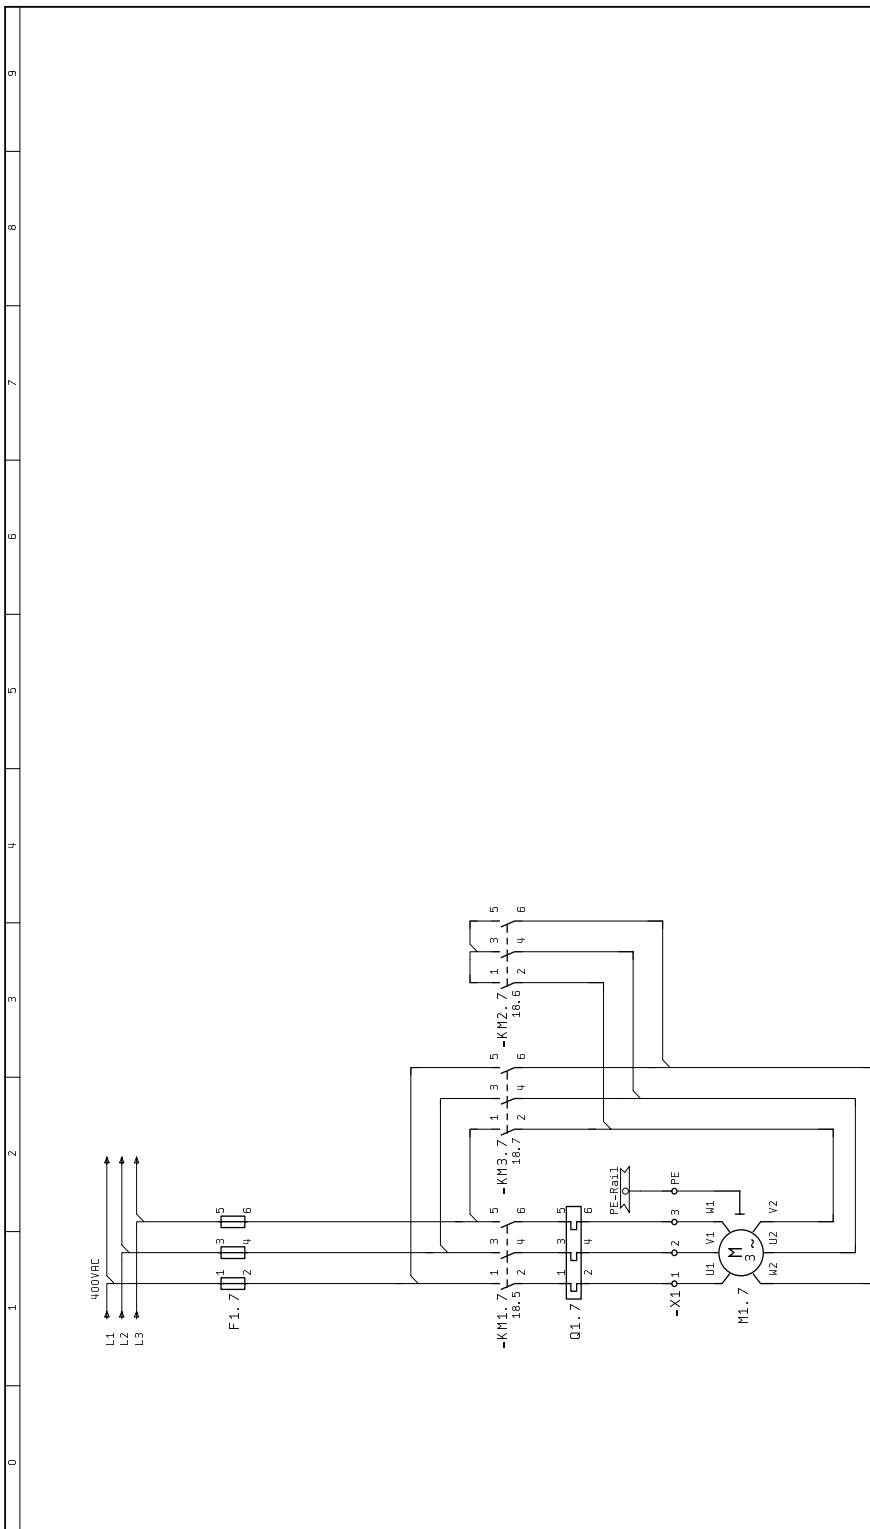 0 1 2 3 4 5 6 7 8 9
400VAC
L1
L2
L3
F1.7
1 3 5
2 4 6
-KM1.7
18.5
1 3 5
2 4 6
-KM3.7
18.7
1 3 5
2 4 6
-KM2.7
18.6
1 3 5
2 4 6
Q1.7
1 3 5
2 4 6
PE-Rail
-X1
1 2 3 PE
M1.7
U1 V1 W1
M
3 ~
W2 U2 V2